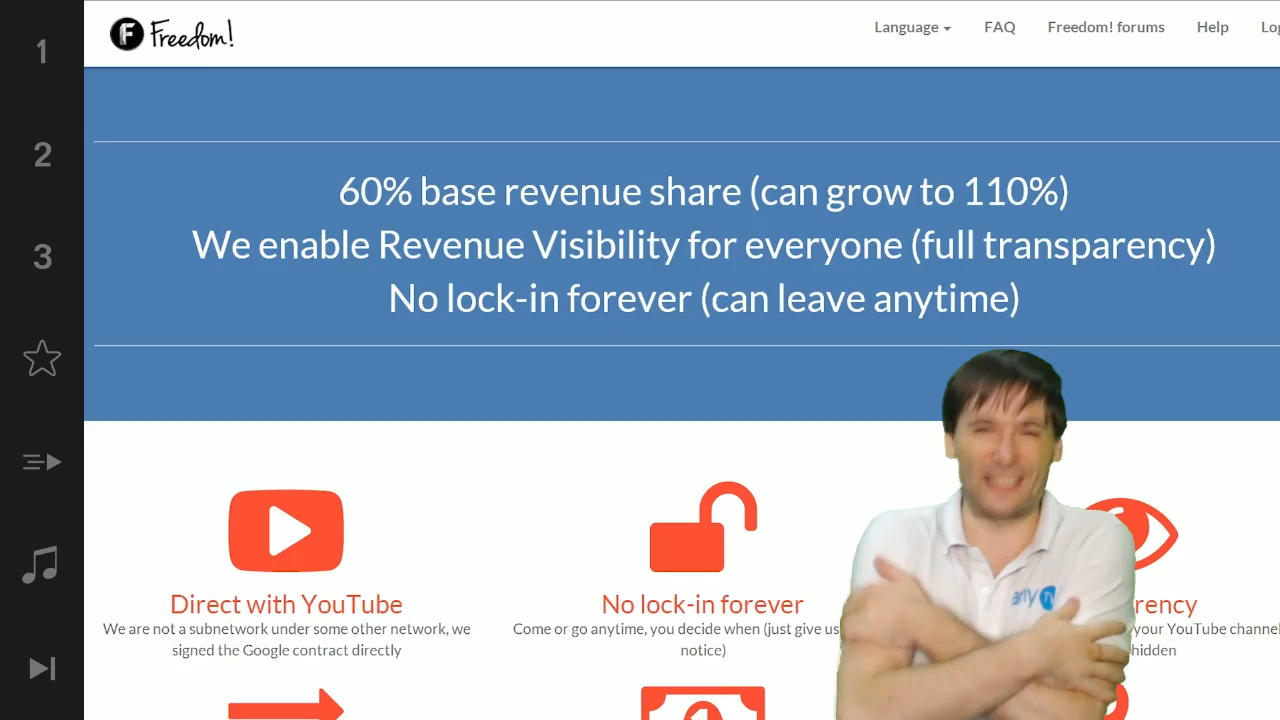 Freedom!
Language
FAQ
Freedom! forums
Help
1
2
3
60% base revenue share (can grow to 110%)
We enable Revenue Visibility for everyone (full transparency)
No lock-in forever (can leave anytime)
Direct with YouTube
We are not a subnetwork under some other network, we
signed the Google contract directly
No lock-in forever
Come or go anytime, you decide when (just give us
notice)
your YouTube channel
hidden
any